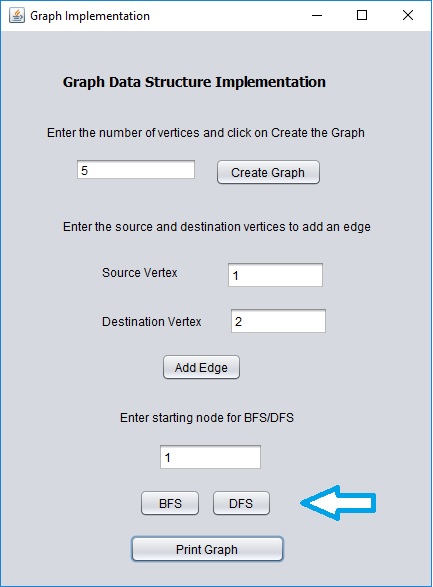 Graph Implementation
Graph Data Structure Implementation
Enter the number of vertices and click on Create the Graph
5
Create Graph
Enter the source and destination vertices to add an edge
Source Vertex
1
Destination Vertex
2
Add Edge
Enter starting node for BFS/DFS
1
BFS
DFS
Print Graph